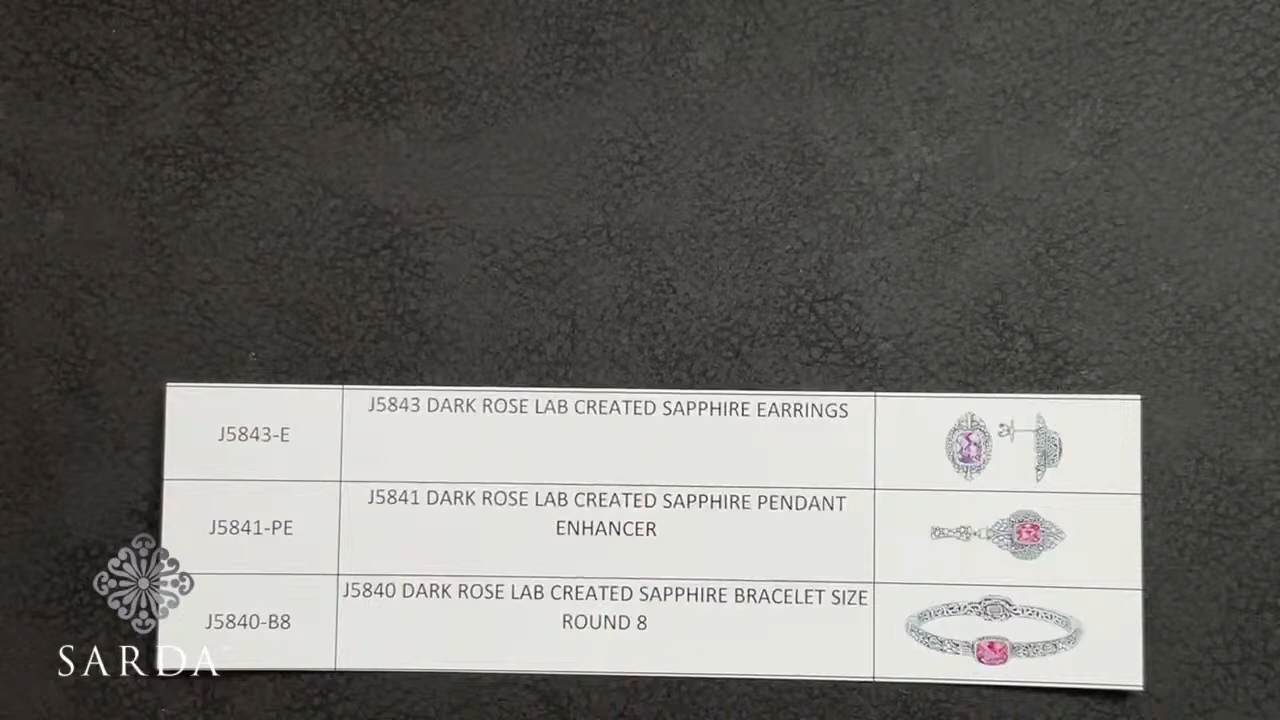 J5843-E
J5843 DARK ROSE LAB CREATED SAPPHIRE EARRINGS
J5841-PE
J5841 DARK ROSE LAB CREATED SAPPHIRE PENDANT
ENHANCER
J5840-B8
J5840 DARK ROSE LAB CREATED SAPPHIRE BRACELET SIZE
ROUND 8
SARDA